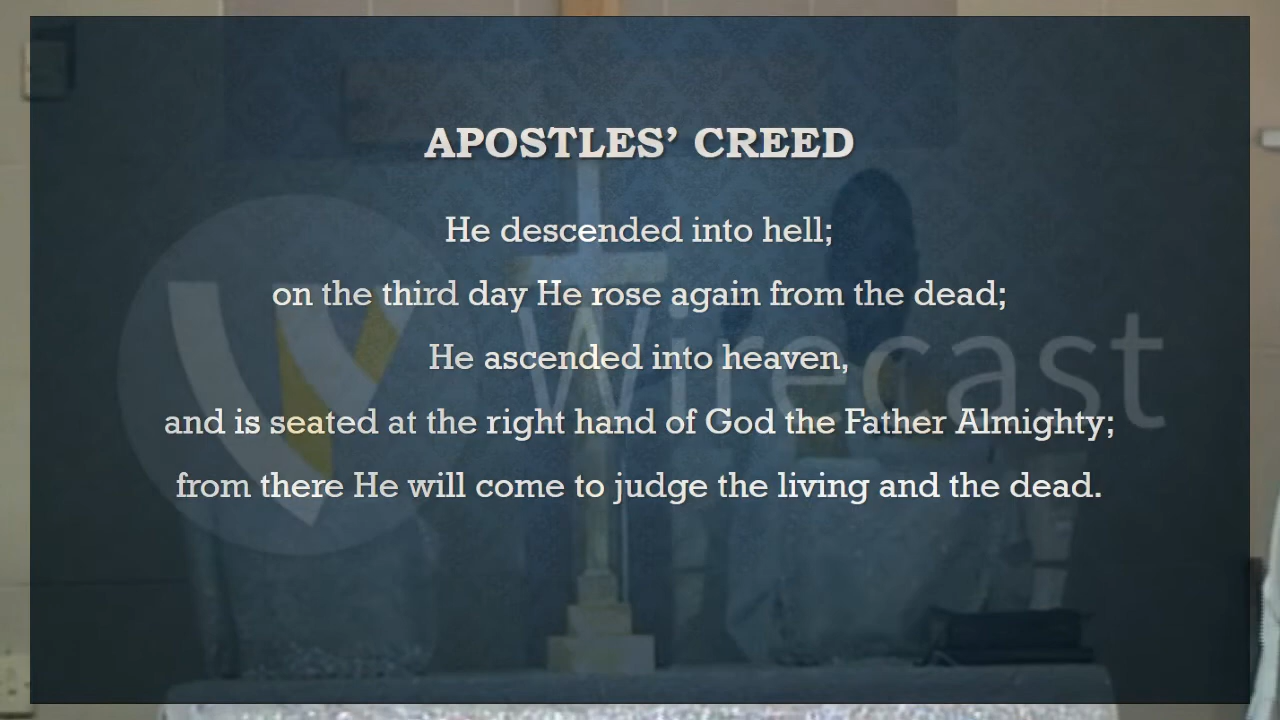 APOSTLES’ CREED
He descended into hell;
on the third day He rose again from the dead;
He ascended into heaven,
and is seated at the right hand of God the Father Almighty;
from there He will come to judge the living and the dead.
Wirecast